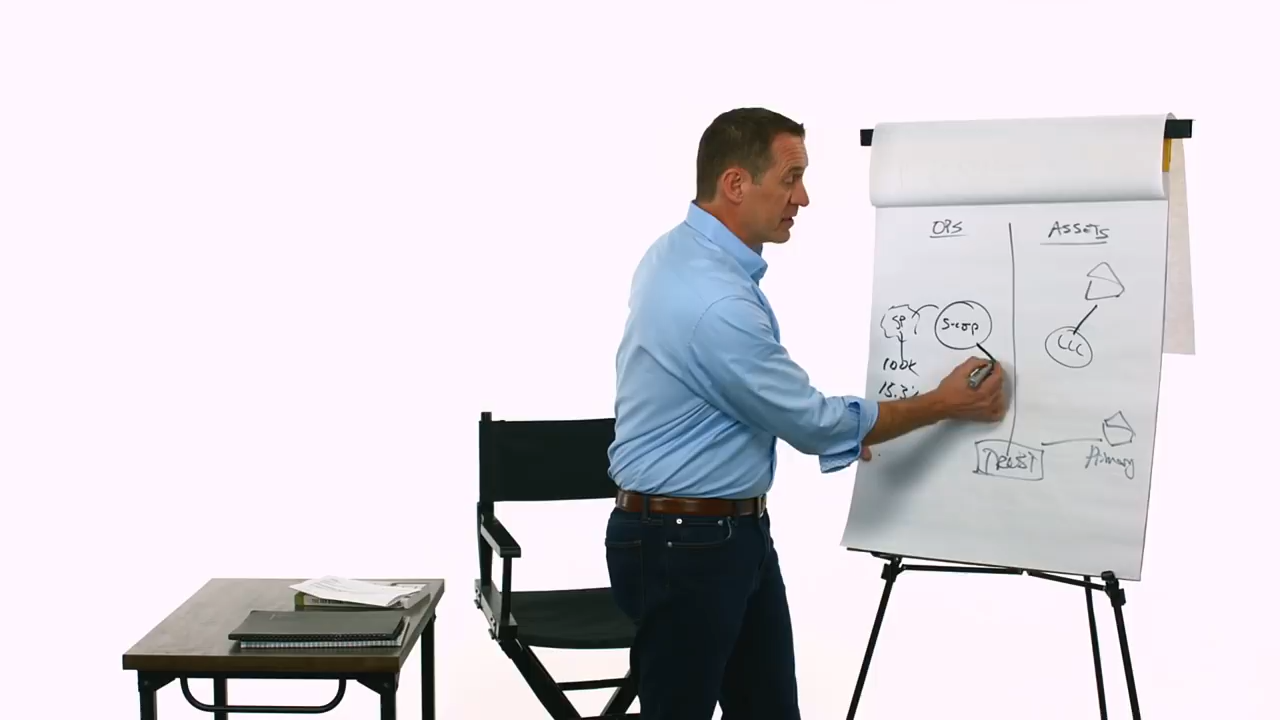 OPS
ASSETS
SP
S-corp
LLC
100K
15.3%
TRUST
Primary